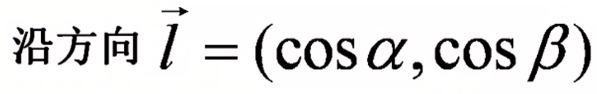 沿方向 $\vec{l} = (\cos\alpha, \cos\beta)$